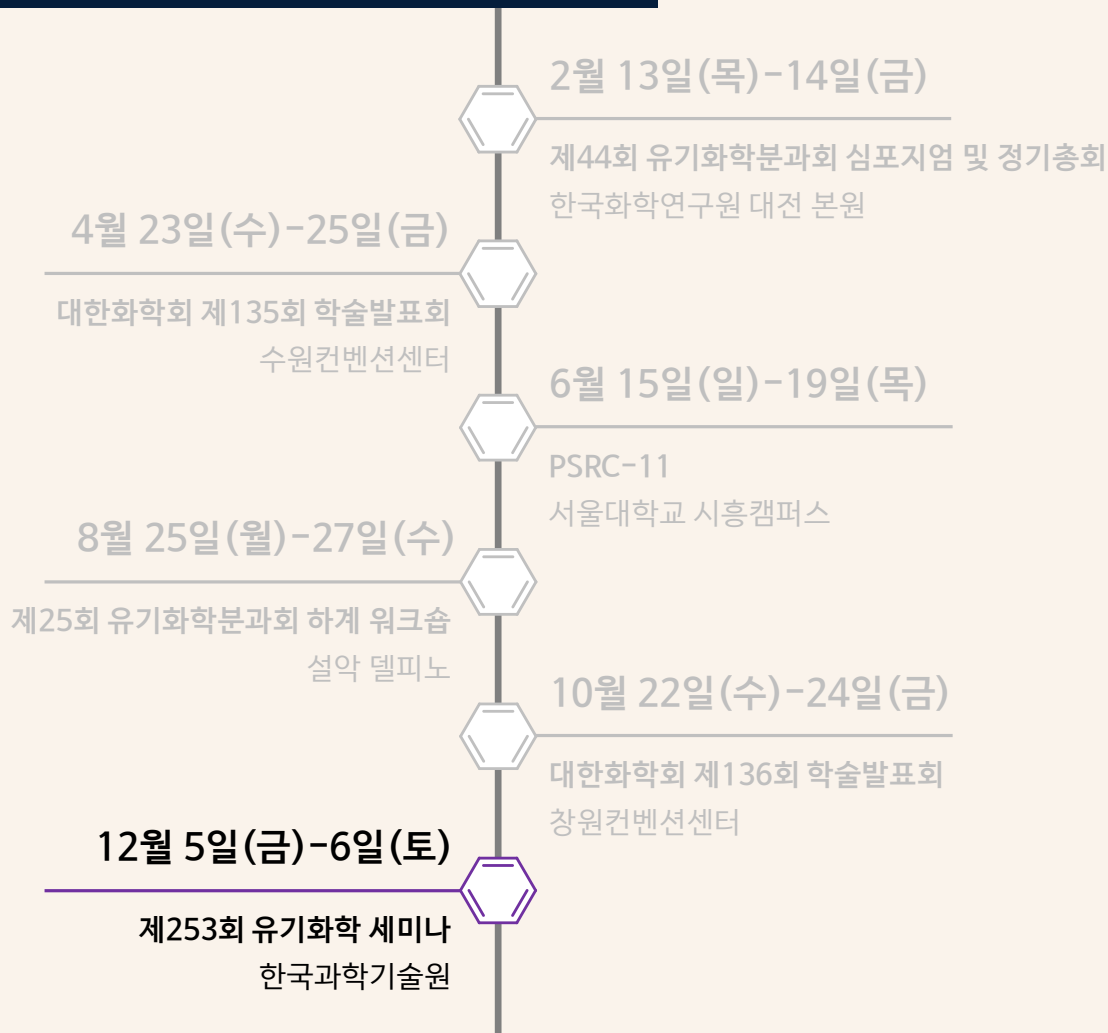 2월 13일(목)-14일(금)
제44회 유기화학분과회 심포지엄 및 정기총회
한국화학연구원 대전 본원
4월 23일(수)-25일(금)
대한화학회 제135회 학술발표회
수원컨벤션센터
6월 15일(일)-19일(목)
PSRC-11
서울대학교 시흥캠퍼스
8월 25일(월)-27일(수)
제25회 유기화학분과회 하계 워크숍
설악 델피노
10월 22일(수)-24일(금)
대한화학회 제136회 학술발표회
창원컨벤션센터
12월 5일(금)-6일(토)
제253회 유기화학 세미나
한국과학기술원